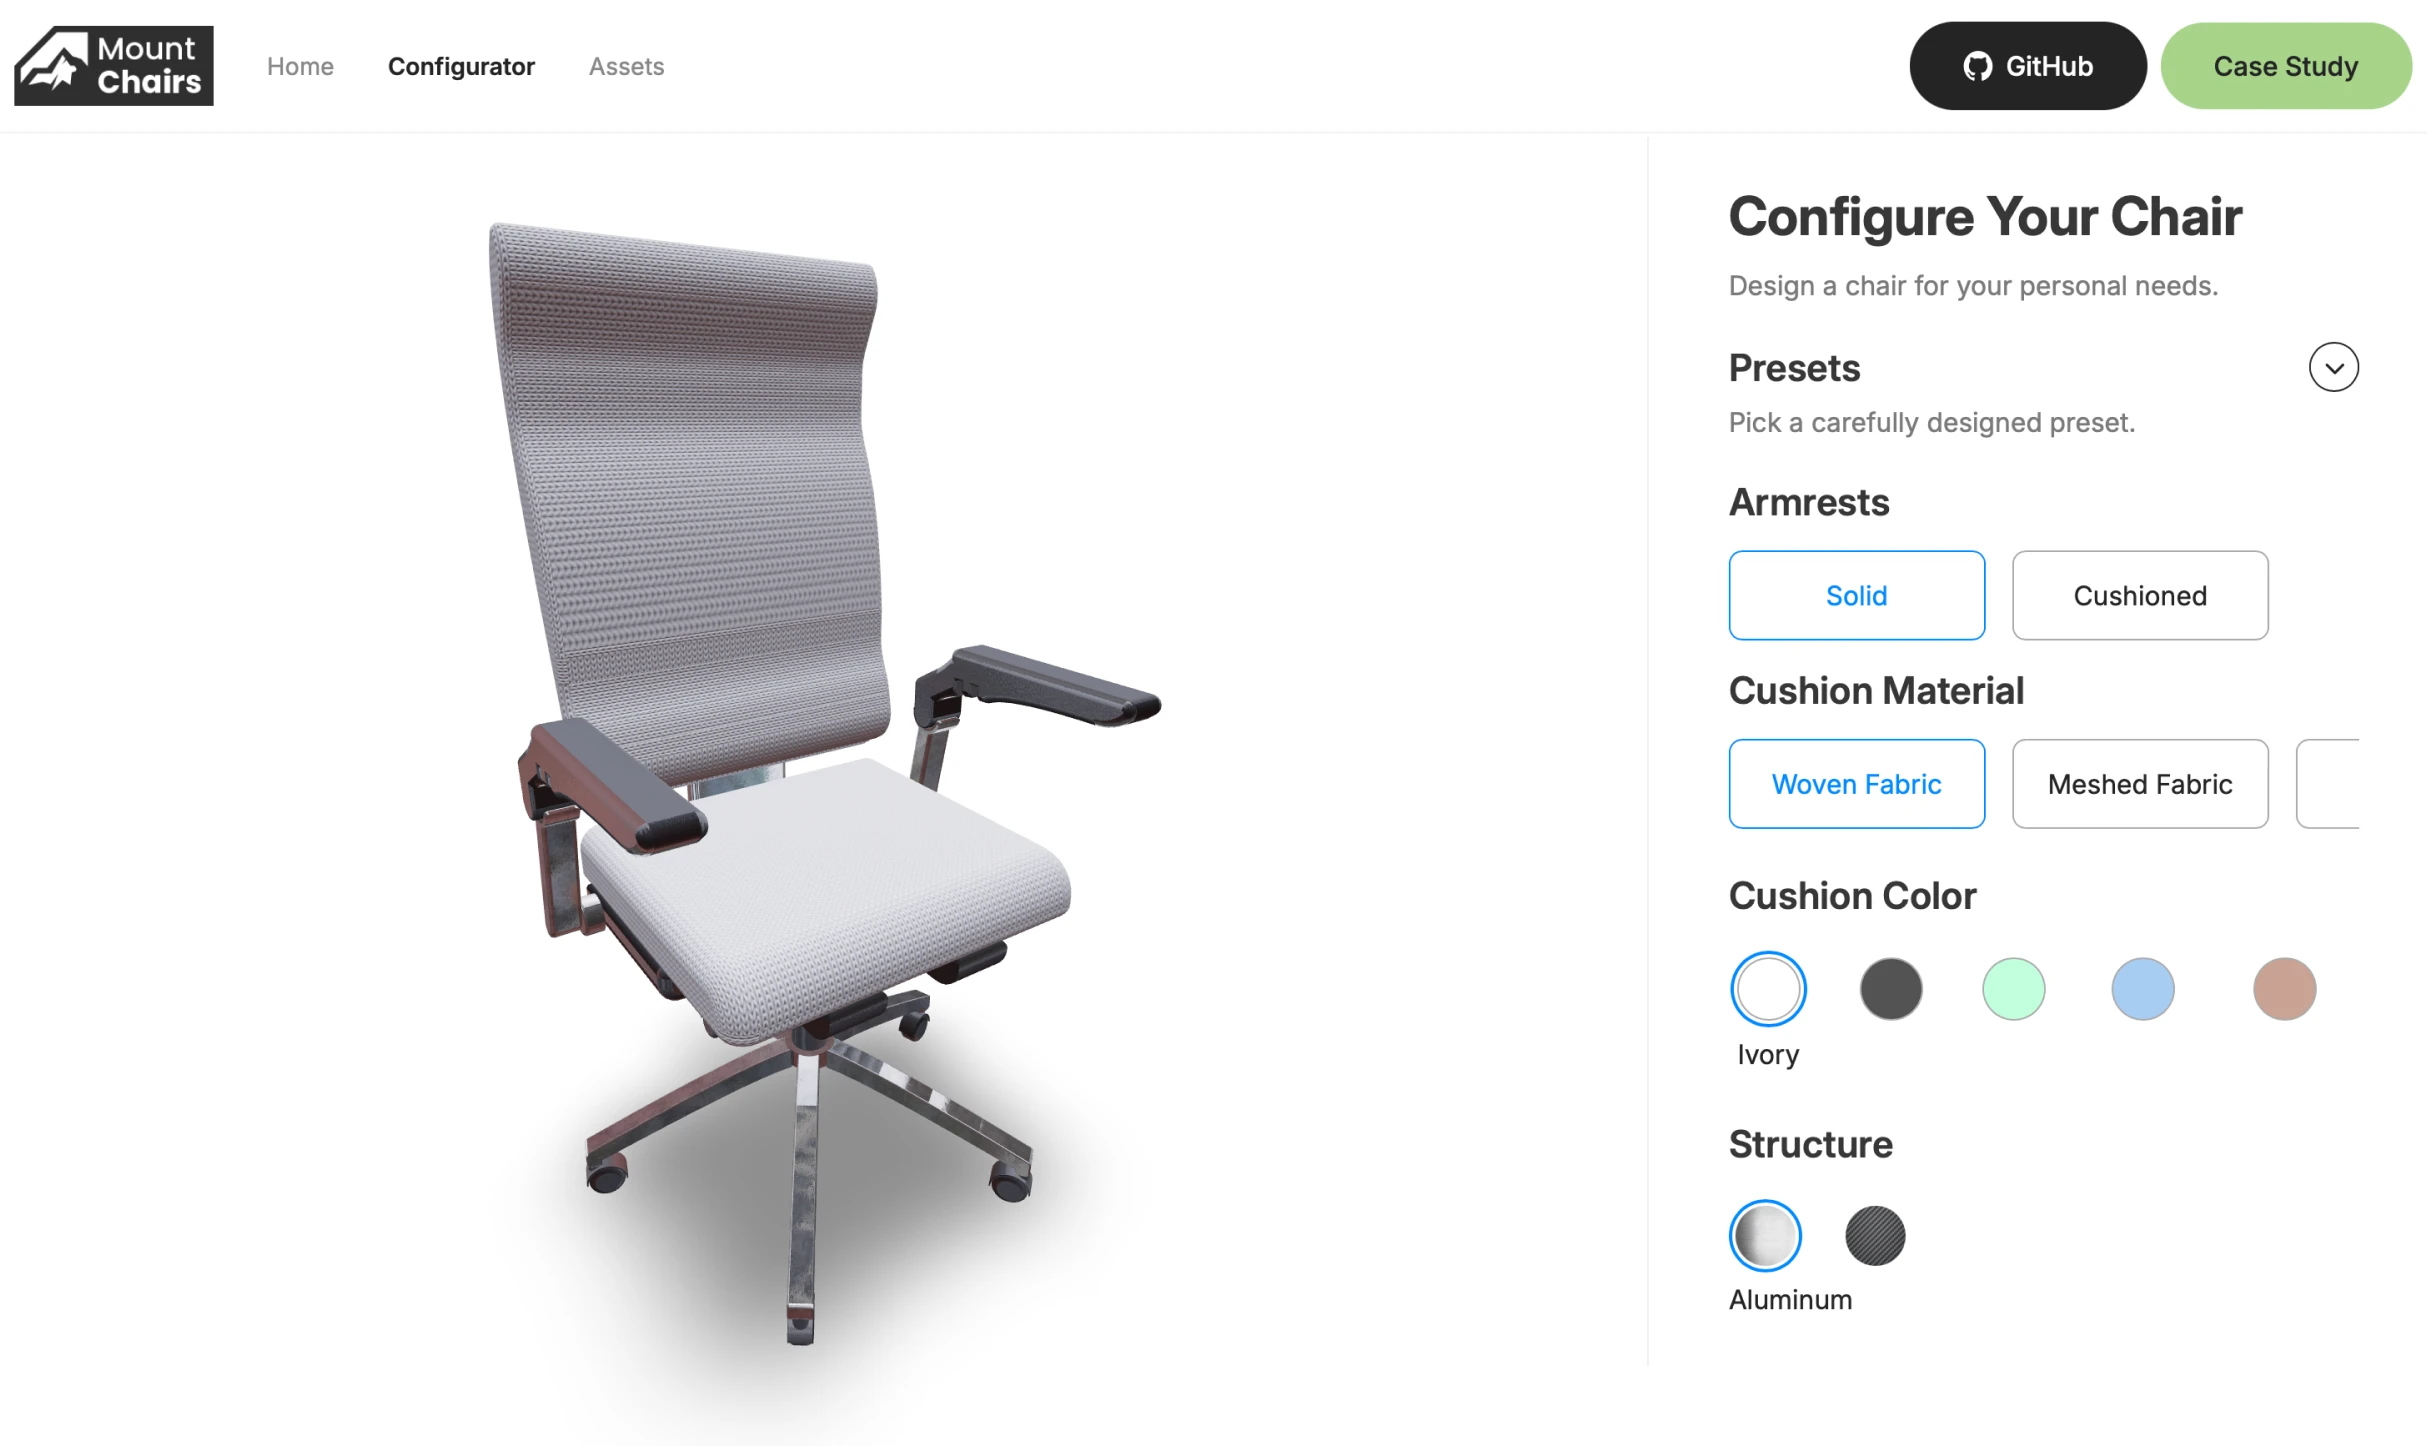 Mount
Chairs
Home
Configurator
Assets
GitHub
Case Study
Configure Your Chair
Design a chair for your personal needs.
Presets
Pick a carefully designed preset.
Armrests
Solid
Cushioned
Cushion Material
Woven Fabric
Meshed Fabric
Cushion Color
Ivory
Structure
Aluminum